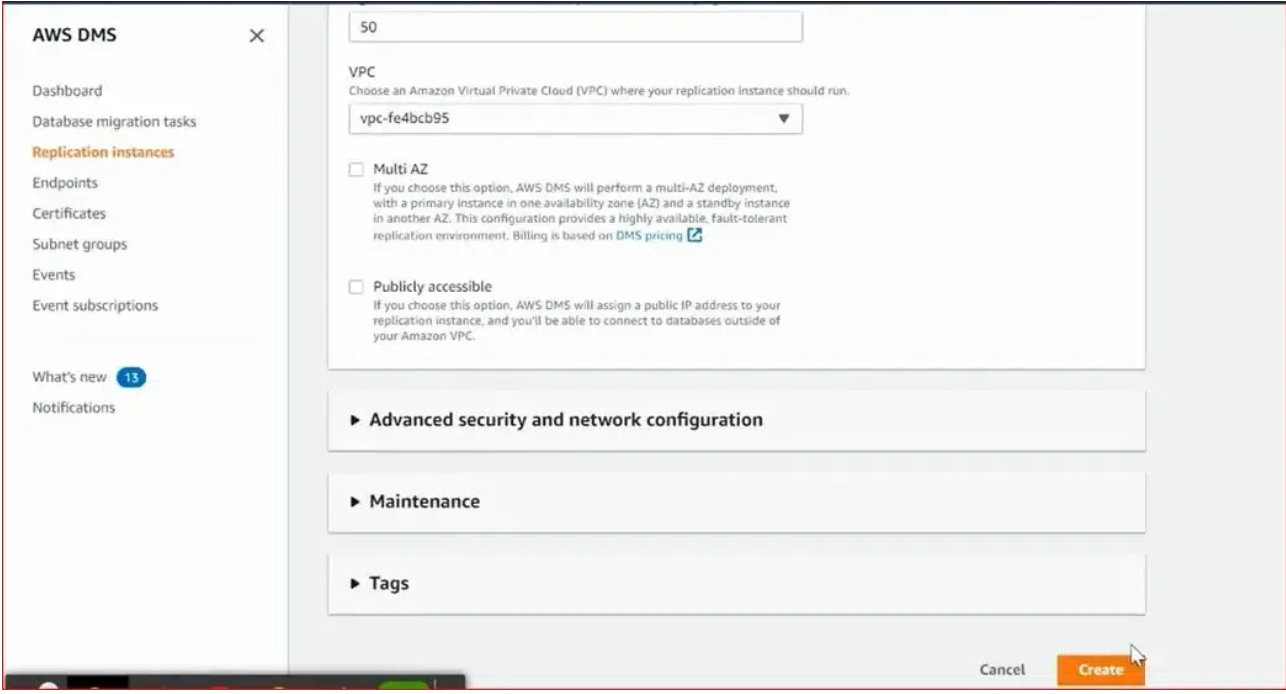 AWS DMS
Dashboard
Database migration tasks
Replication instances
Endpoints
Certificates
Subnet groups
Events
Event subscriptions
What's new 13
Notifications
50
VPC
Choose an Amazon Virtual Private Cloud (VPC) where your replication instance should run.
vpc-fe4bcb95
Multi AZ
If you choose this option, AWS DMS will perform a multi-AZ deployment,
with a primary instance in one availability zone (AZ) and a standby instance
in another AZ. This configuration provides a highly available, fault-tolerant
replication environment. Billing is based on DMS pricing
Publicly accessible
If you choose this option, AWS DMS will assign a public IP address to your
replication instance, and you'll be able to connect to databases outside of
your Amazon VPC.
Advanced security and network configuration
Maintenance
Tags
Cancel
Create